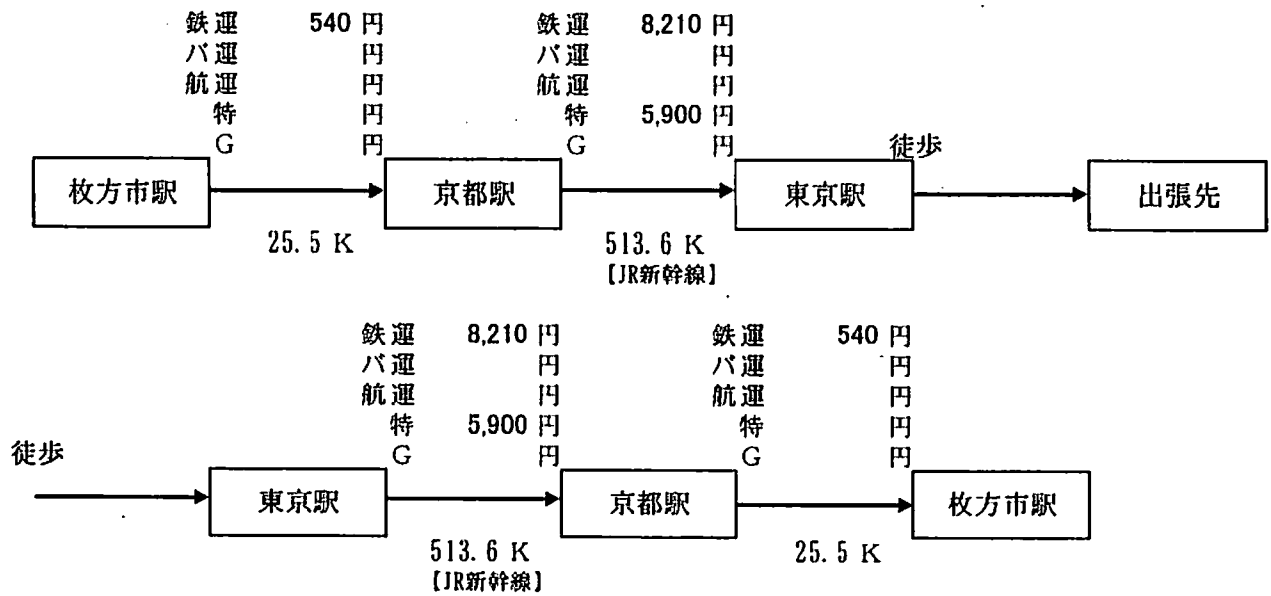 鉄運 540 円 鉄運 8,210 円
バ運 円 バ運 円
航運 円 航運 円
特 円 特 5,900 円
G 円 G 円 徒歩
枚方市駅 京都駅 東京駅 出張先
25.5 K 513.6 K
【JR新幹線】
鉄運 8,210 円 鉄運 540 円
バ運 円 バ運 円
航運 円 航運 円
特 5,900 円 特 円
徒歩 G 円 G 円
東京駅 京都駅 枚方市駅
513.6 K 25.5 K
【JR新幹線】